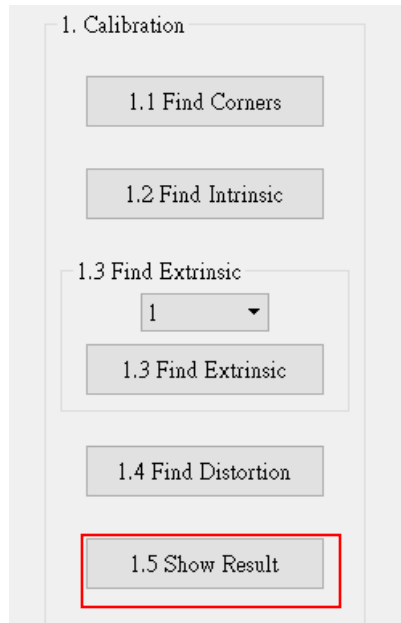 1. Calibration
1.1 Find Corners
1.2 Find Intrinsic
1.3 Find Extrinsic
1
1.3 Find Extrinsic
1.4 Find Distortion
1.5 Show Result